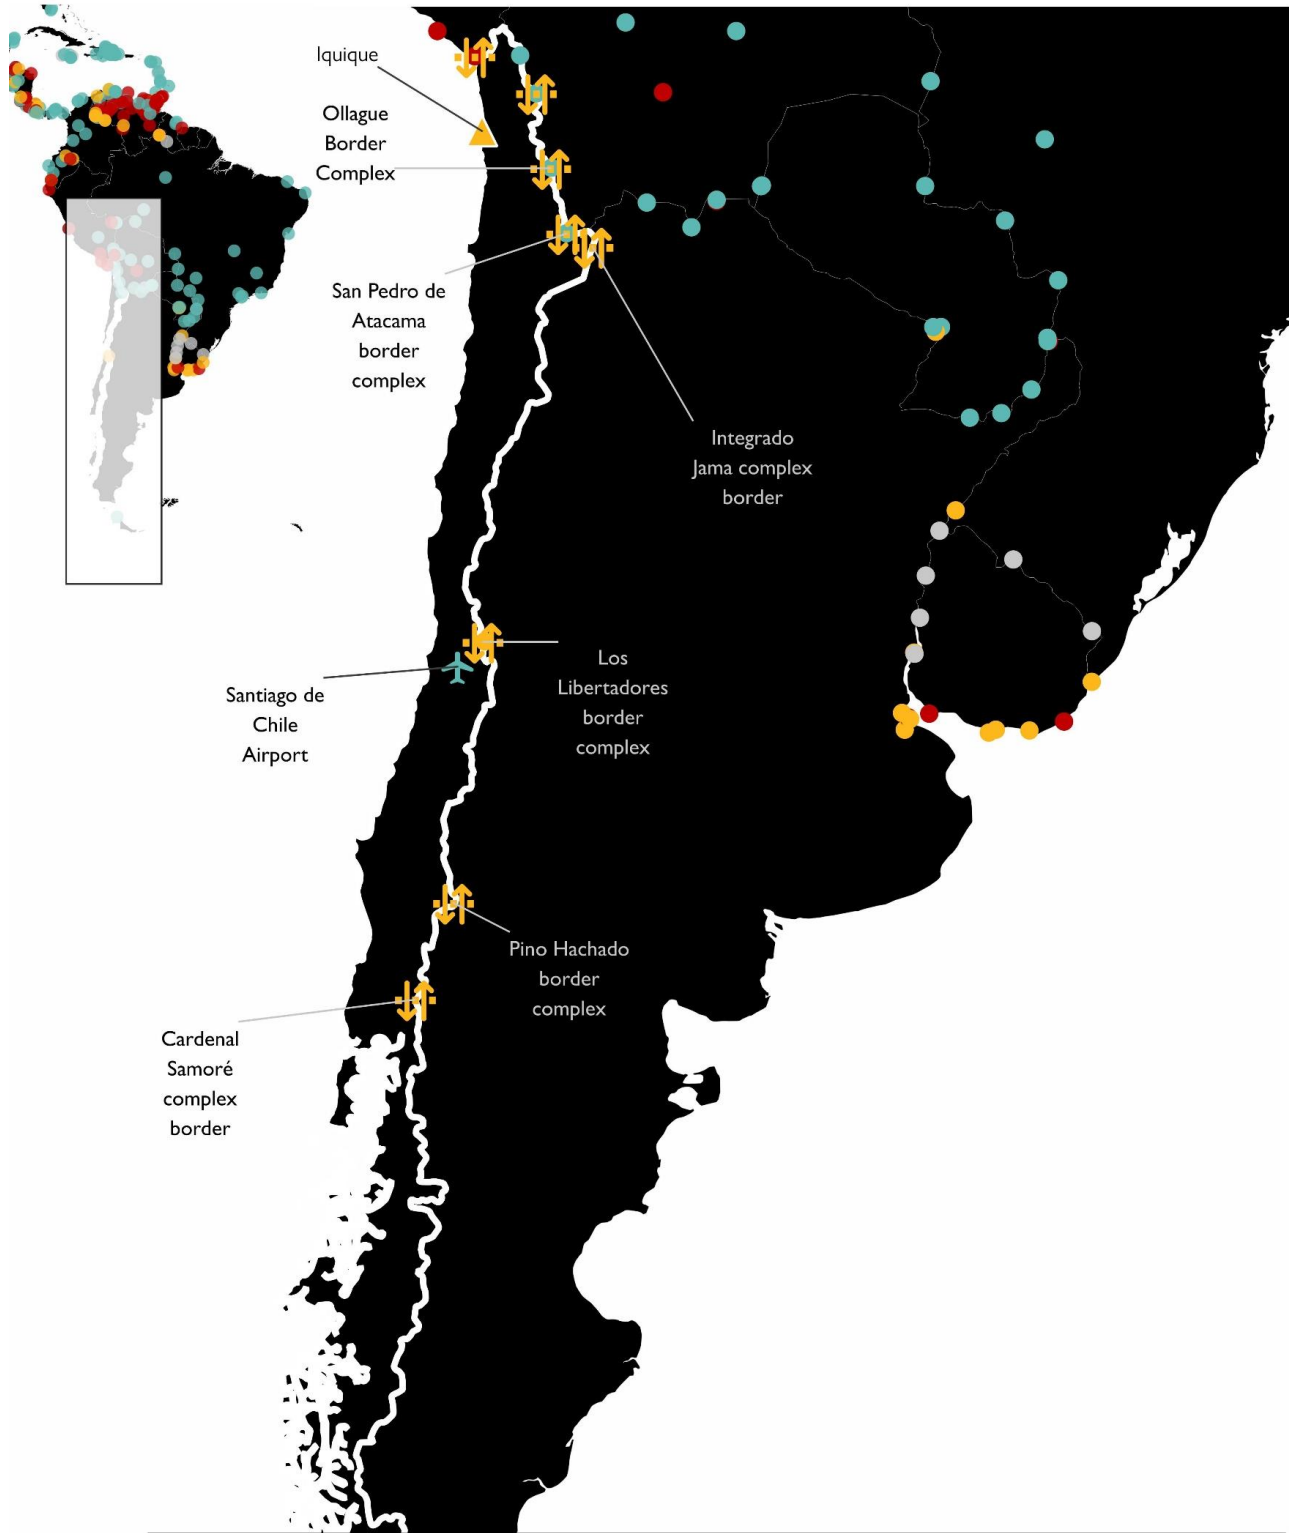 Iquique
Ollague
Border
Complex
San Pedro de
Atacama
border
complex
Integrado
Jama complex
border
Los
Libertadores
border
complex
Santiago de
Chile
Airport
Pino Hachado
border
complex
Cardenal
Samoré
complex
border